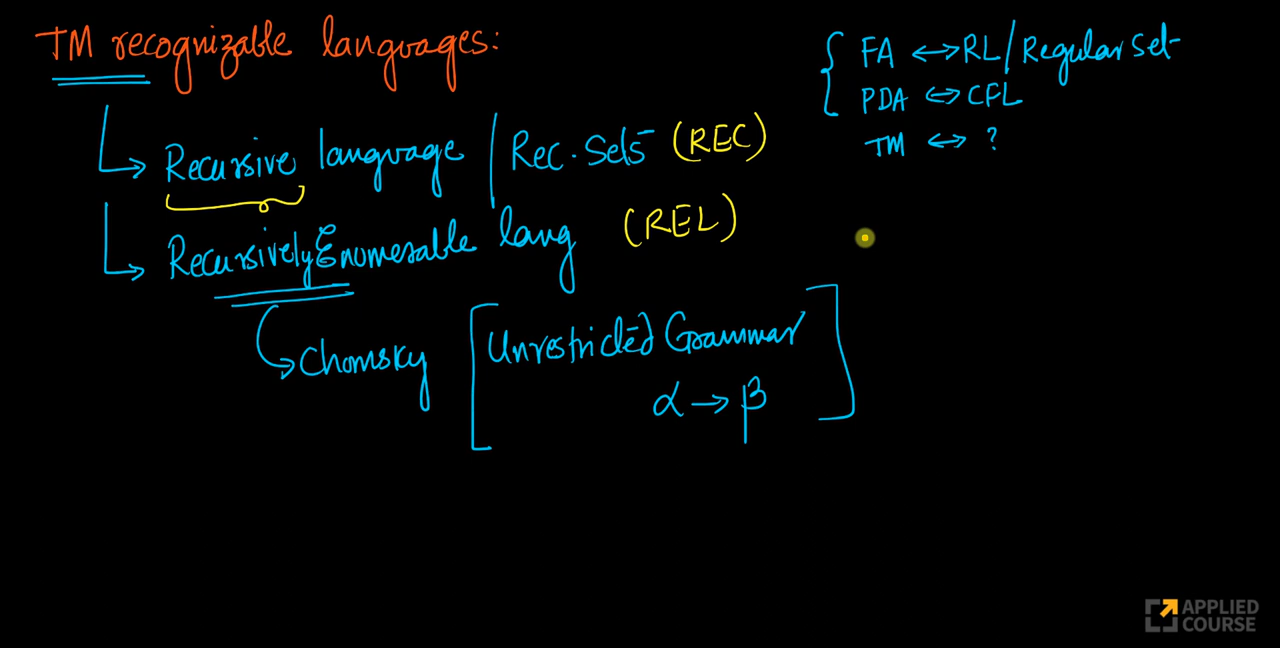 TM recognizable languages:
{ FA ↔ RL/Regular Set
PDA ↔ CFL
TM ↔ ?
↳ Recursive language / Rec. Sets (REC)
↳ Recursively Enumerable lang (REL)
↳ Chomsky [Unrestricted Grammar
α → β]
APPLIED
COURSE